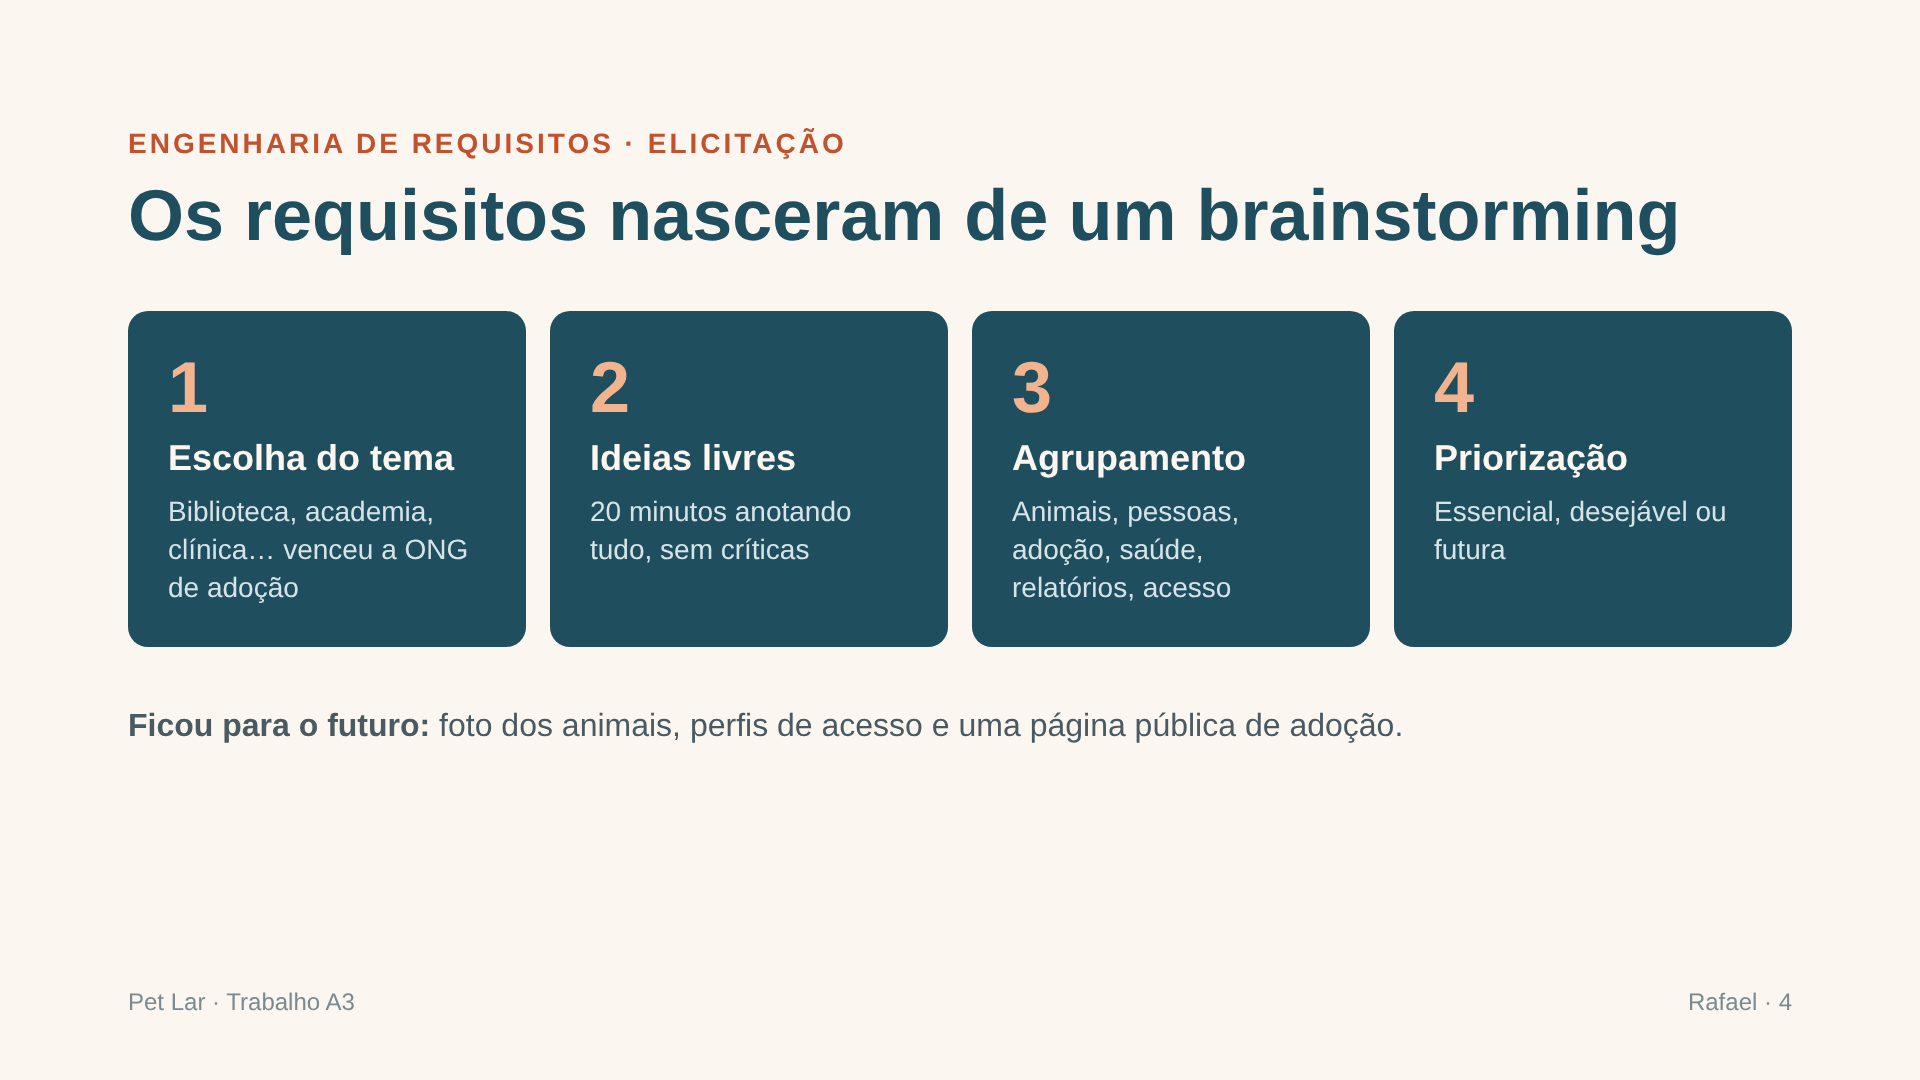 ENGENHARIA DE REQUISITOS · ELICITAÇÃO
Os requisitos nasceram de um brainstorming
1
Escolha do tema
Biblioteca, academia,
clínica… venceu a ONG
de adoção
2
Ideias livres
20 minutos anotando
tudo, sem críticas
3
Agrupamento
Animais, pessoas,
adoção, saúde,
relatórios, acesso
4
Priorização
Essencial, desejável ou
futura
Ficou para o futuro: foto dos animais, perfis de acesso e uma página pública de adoção.
Pet Lar · Trabalho A3
Rafael · 4